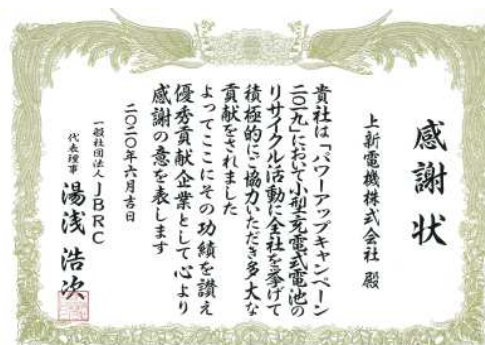 感謝状
上新電機株式会社 殿
貴社は「パワーアップキャンペーン
二〇一九」において小型充電式電池の
リサイクル活動に全社を挙げて
積極的にご協力いただき多大な
貢献をされました
よってここにその功績を讃え
優秀貢献企業として心より
感謝の意を表します
二〇二〇年六月吉日
一般社団法人JBRC
代表理事 湯浅浩次